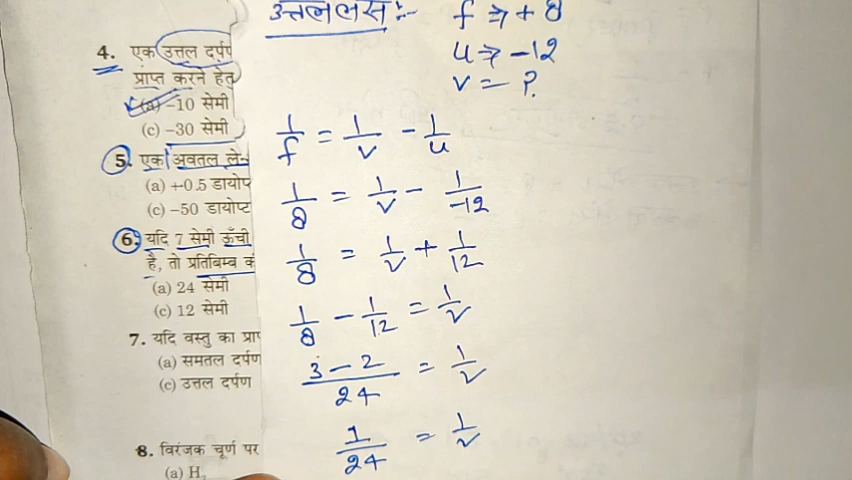 उत्तल लेंस :-
f ⇒ + 8
u ⇒ -12
v = ?
1/f = 1/v - 1/u
1/8 = 1/v - 1/-12
1/8 = 1/v + 1/12
1/8 - 1/12 = 1/v
3 - 2/24 = 1/v
1/24 = 1/v
4. एक उत्तल
प्राप्त करने
(a) -10 सेमी
(c) -30 सेमी
5. एक अवतल
(a) +0.5
(c) -50
6. यदि 7 सेमी ऊँची
है, तो प्रतिबिम्ब
(a) 24 सेमी
(c) 12 सेमी
7. यदि वस्तु का
(a) समतल दर्पण
(c) उत्तल दर्पण
8. विरंजक चूर्ण पर
(a) H